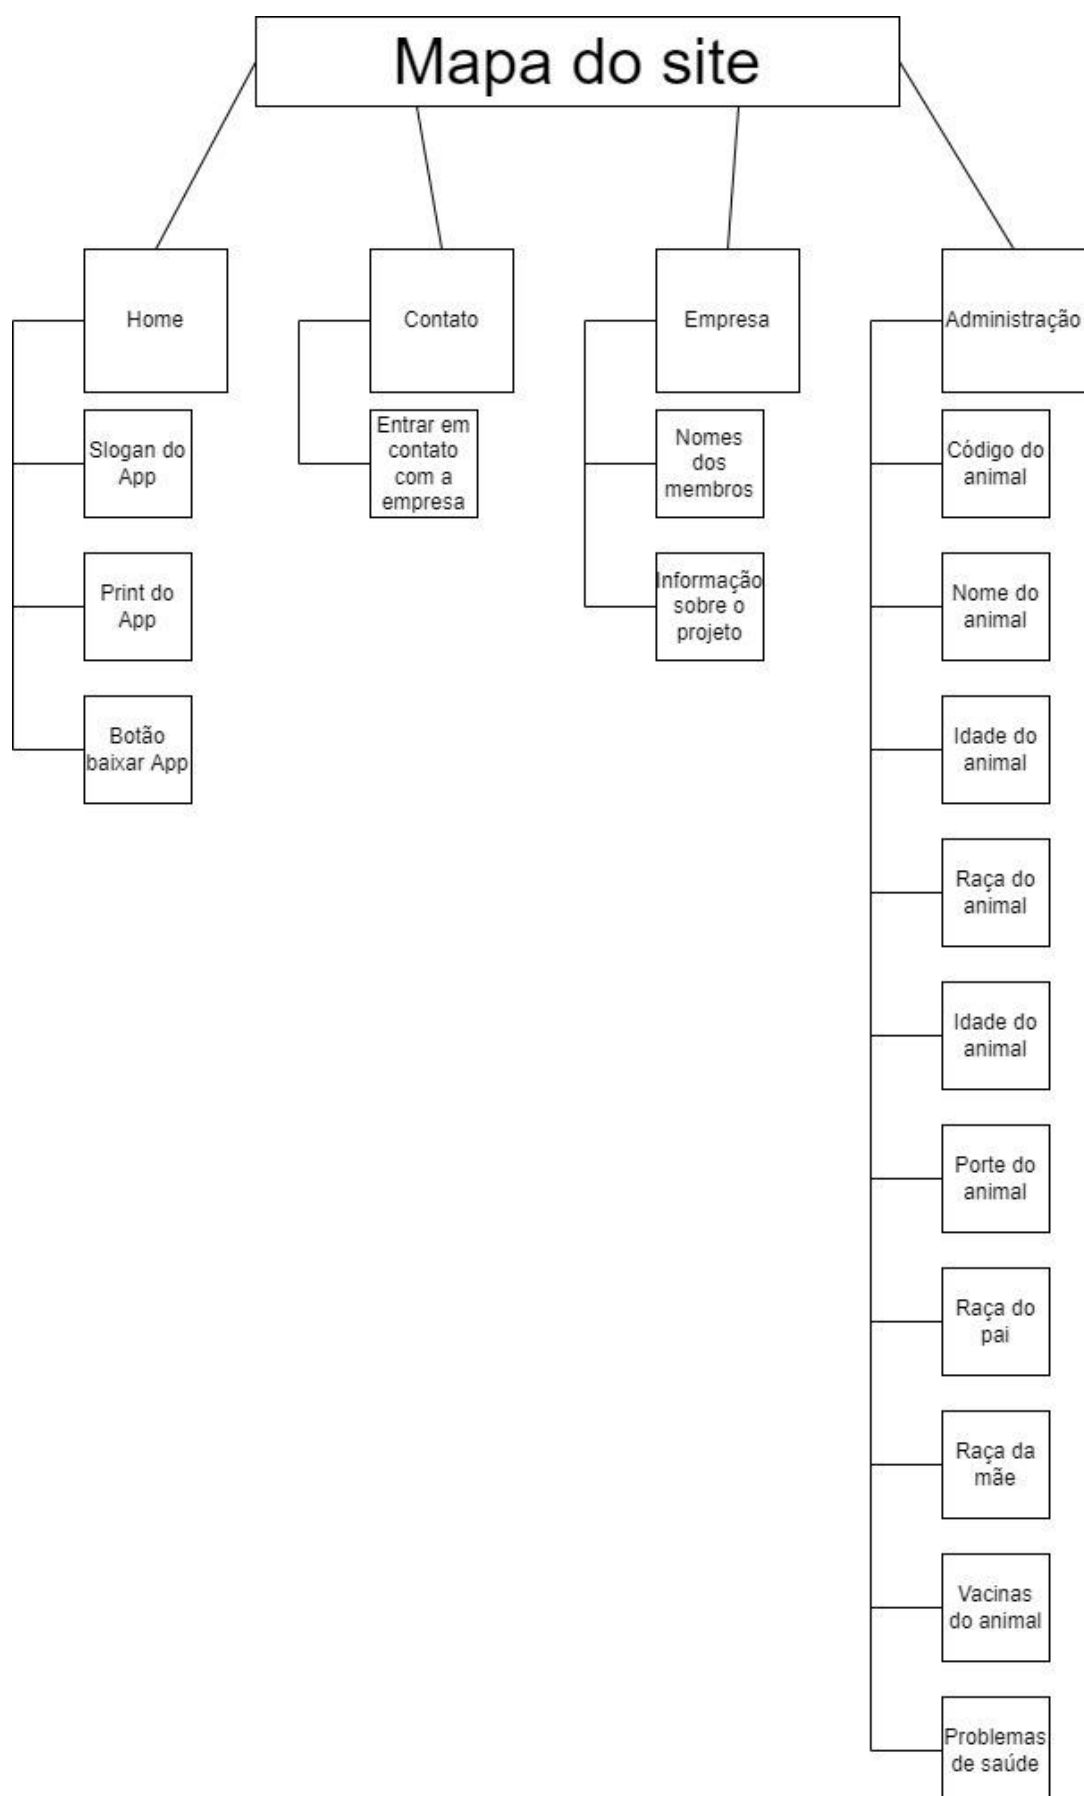 Mapa do site
Home
Slogan do
App
Print do
App
Botão
baixar App
Contato
Entrar em
contato
com a
empresa
Empresa
Nomes
dos
membros
Informação
sobre o
projeto
Administração
Código do
animal
Nome do
animal
Idade do
animal
Raça do
animal
Idade do
animal
Porte do
animal
Raça do
pai
Raça da
mãe
Vacinas
do animal
Problemas
de saúde